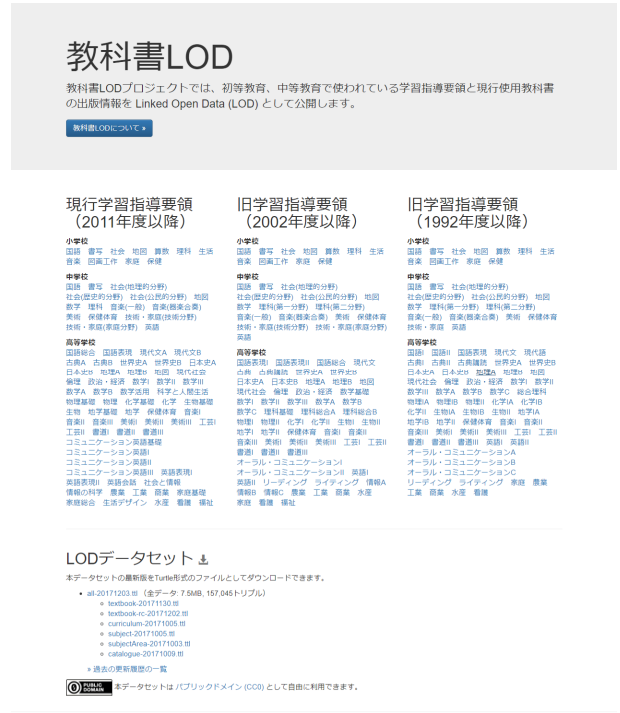 教科書LOD
教科書LODプロジェクトでは、初等教育、中等教育で使われている学習指導要領と現行使用教科書
の出版情報を Linked Open Data (LOD) として公開します。
教科書LODについて »
現行学習指導要領
（2011年度以降）
小学校
国語 書写 社会 地図 算数 理科 生活
音楽 図画工作 家庭 保健
中学校
国語 書写 社会(地理的分野)
社会(歴史的分野) 社会(公民的分野) 地図
数学 理科 音楽(一般) 音楽(器楽合奏)
美術 保健体育 技術・家庭(技術分野)
技術・家庭(家庭分野) 英語
高等学校
国語総合 国語表現 現代文A 現代文B
古典A 古典B 世界史A 世界史B 日本史A
日本史B 地理A 地理B 地図 現代社会
倫理 政治・経済 数学I 数学II 数学III
数学A 数学B 数学活用 科学と人間生活
物理基礎 物理 化学基礎 化学 生物基礎
生物 地学基礎 地学 保健体育 音楽I
音楽II 音楽III 美術I 美術II 美術III 工芸I
工芸II 書道I 書道II 書道III
コミュニケーション英語基礎
コミュニケーション英語I
コミュニケーション英語II
コミュニケーション英語III 英語表現I
英語表現II 英語会話 社会と情報
情報の科学 農業 工業 商業 家庭基礎
家庭総合 生活デザイン 水産 看護 福祉
旧学習指導要領
（2002年度以降）
小学校
国語 書写 社会 地図 算数 理科 生活
音楽 図画工作 家庭 保健
中学校
国語 書写 社会(地理的分野)
社会(歴史的分野) 社会(公民的分野) 地図
数学 理科(第一分野) 理科(第二分野)
音楽(一般) 音楽(器楽合奏) 美術 保健体育
技術・家庭(技術分野) 技術・家庭(家庭分野)
英語
高等学校
国語表現I 国語表現II 国語総合 現代文
古典 古典講読 世界史A 世界史B
日本史A 日本史B 地理A 地理B 地図
現代社会 倫理 政治・経済 数学基礎
数学I 数学II 数学III 数学A 数学B
数学C 理科基礎 理科総合A 理科総合B
物理I 物理II 化学I 化学II 生物I 生物II
地学I 地学II 保健体育 音楽I 音楽II
音楽III 美術I 美術II 美術III 工芸I 工芸II
書道I 書道II 書道III
オーラル・コミュニケーションI
オーラル・コミュニケーションII 英語I
英語II リーディング ライティング 情報A
情報B 情報C 農業 工業 商業 水産
家庭 看護 福祉
旧学習指導要領
（1992年度以降）
小学校
国語 書写 社会 地図 算数 理科 生活
音楽 図画工作 家庭 保健
中学校
国語 書写 社会(地理的分野)
社会(歴史的分野) 社会(公民的分野) 地図
数学 理科(第一分野) 理科(第二分野)
音楽(一般) 音楽(器楽合奏) 美術 保健体育
技術・家庭 英語
高等学校
国語I 国語II 国語表現 現代文 現代語
古典I 古典II 古典講読 世界史A 世界史B
日本史A 日本史B 地理A 地理B 地図
現代社会 倫理 政治・経済 数学I 数学II
数学III 数学A 数学B 数学C 総合理科
物理IA 物理IB 物理II 化学IA 化学IB
化学II 生物IA 生物IB 生物II 地学IA
地学IB 地学II 保健体育 音楽I 音楽II
音楽III 美術I 美術II 美術III 工芸I 工芸II
書道I 書道II 書道III 英語I 英語II
オーラル・コミュニケーションA
オーラル・コミュニケーションB
オーラル・コミュニケーションC
リーディング ライティング 家庭 農業
工業 商業 水産 看護
LODデータセット
本データセットの最新版をTurtle形式のファイルとしてダウンロードできます。
all-20171203.ttl （全データ: 7.5MB, 157,045トリプル）
textbook-20171130.ttl
textbook-rc-20171202.ttl
curriculum-20171005.ttl
subject-20171005.ttl
subjectArea-20171003.ttl
catalogue-20171009.ttl
» 過去の更新履歴の一覧
PUBLIC DOMAIN 本データセットは パブリックドメイン (CC0) として自由に利用できます。